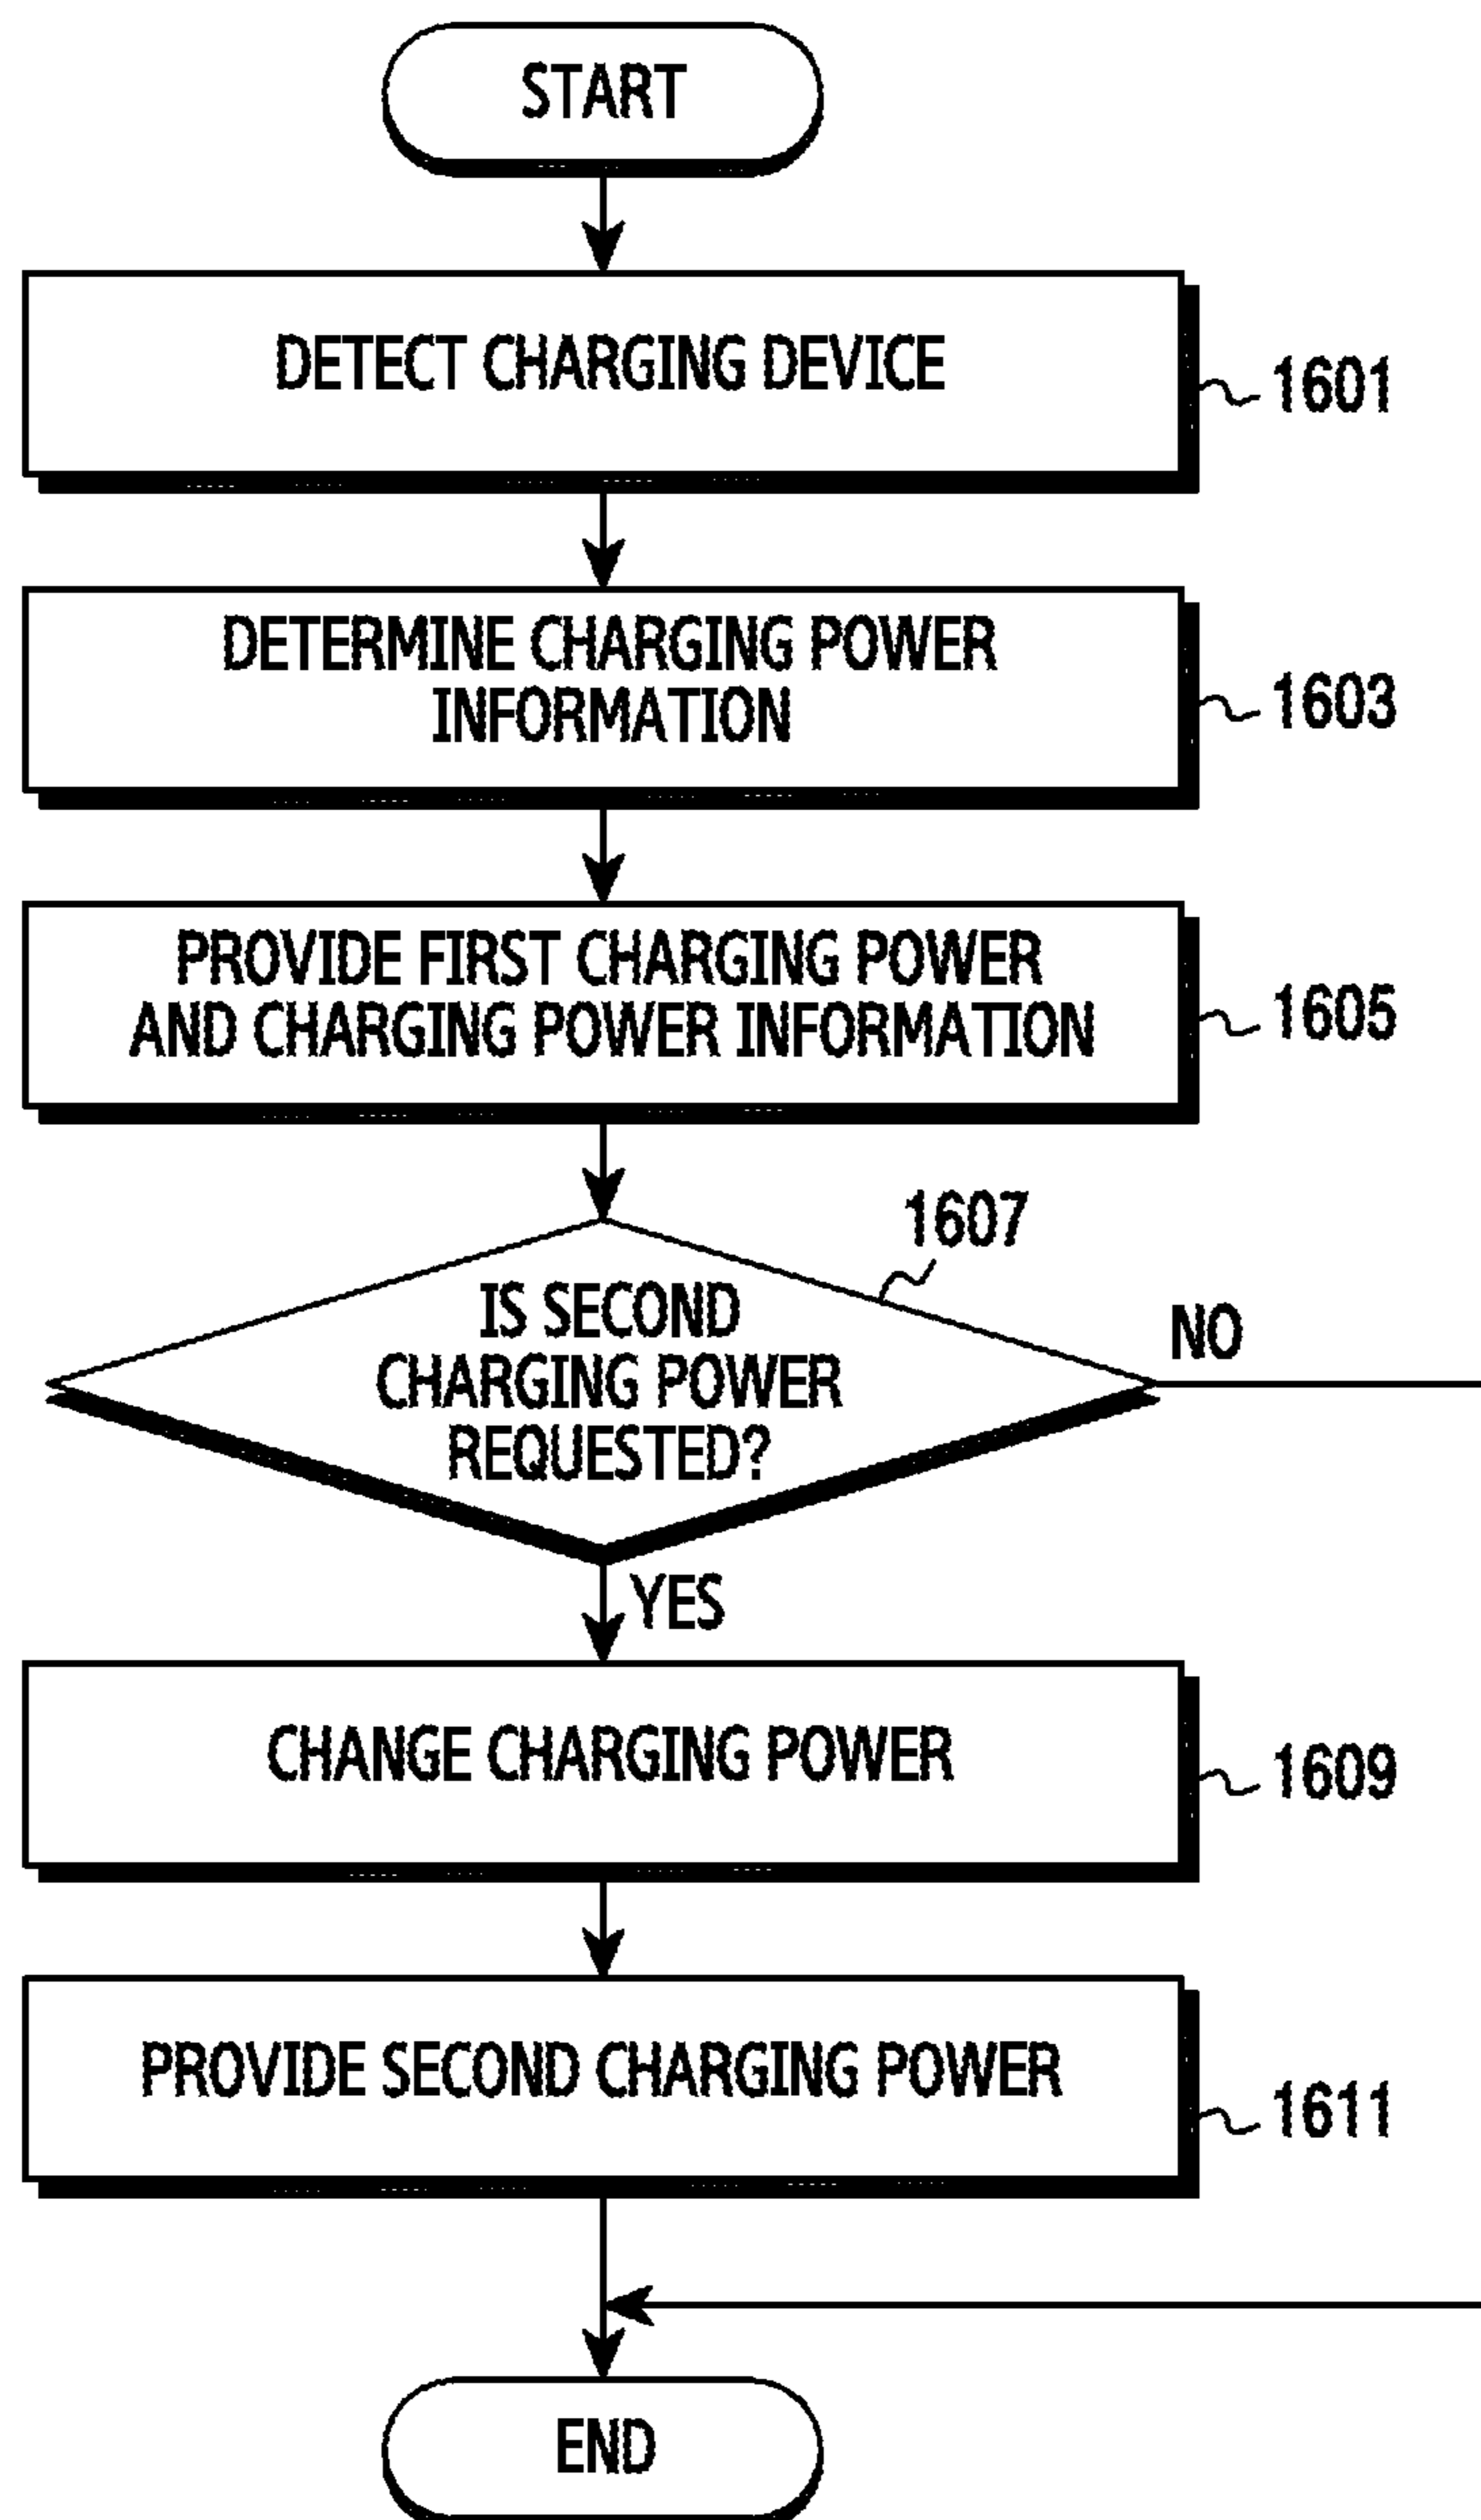 START
DETECT CHARGING DEVICE
1601
DETERMINE CHARGING POWER
INFORMATION
1603
PROVIDE FIRST CHARGING POWER
AND CHARGING POWER INFORMATION
1605
1607
IS SECOND
CHARGING POWER
REQUESTED?
NO
YES
CHANGE CHARGING POWER
1609
PROVIDE SECOND CHARGING POWER
1611
END